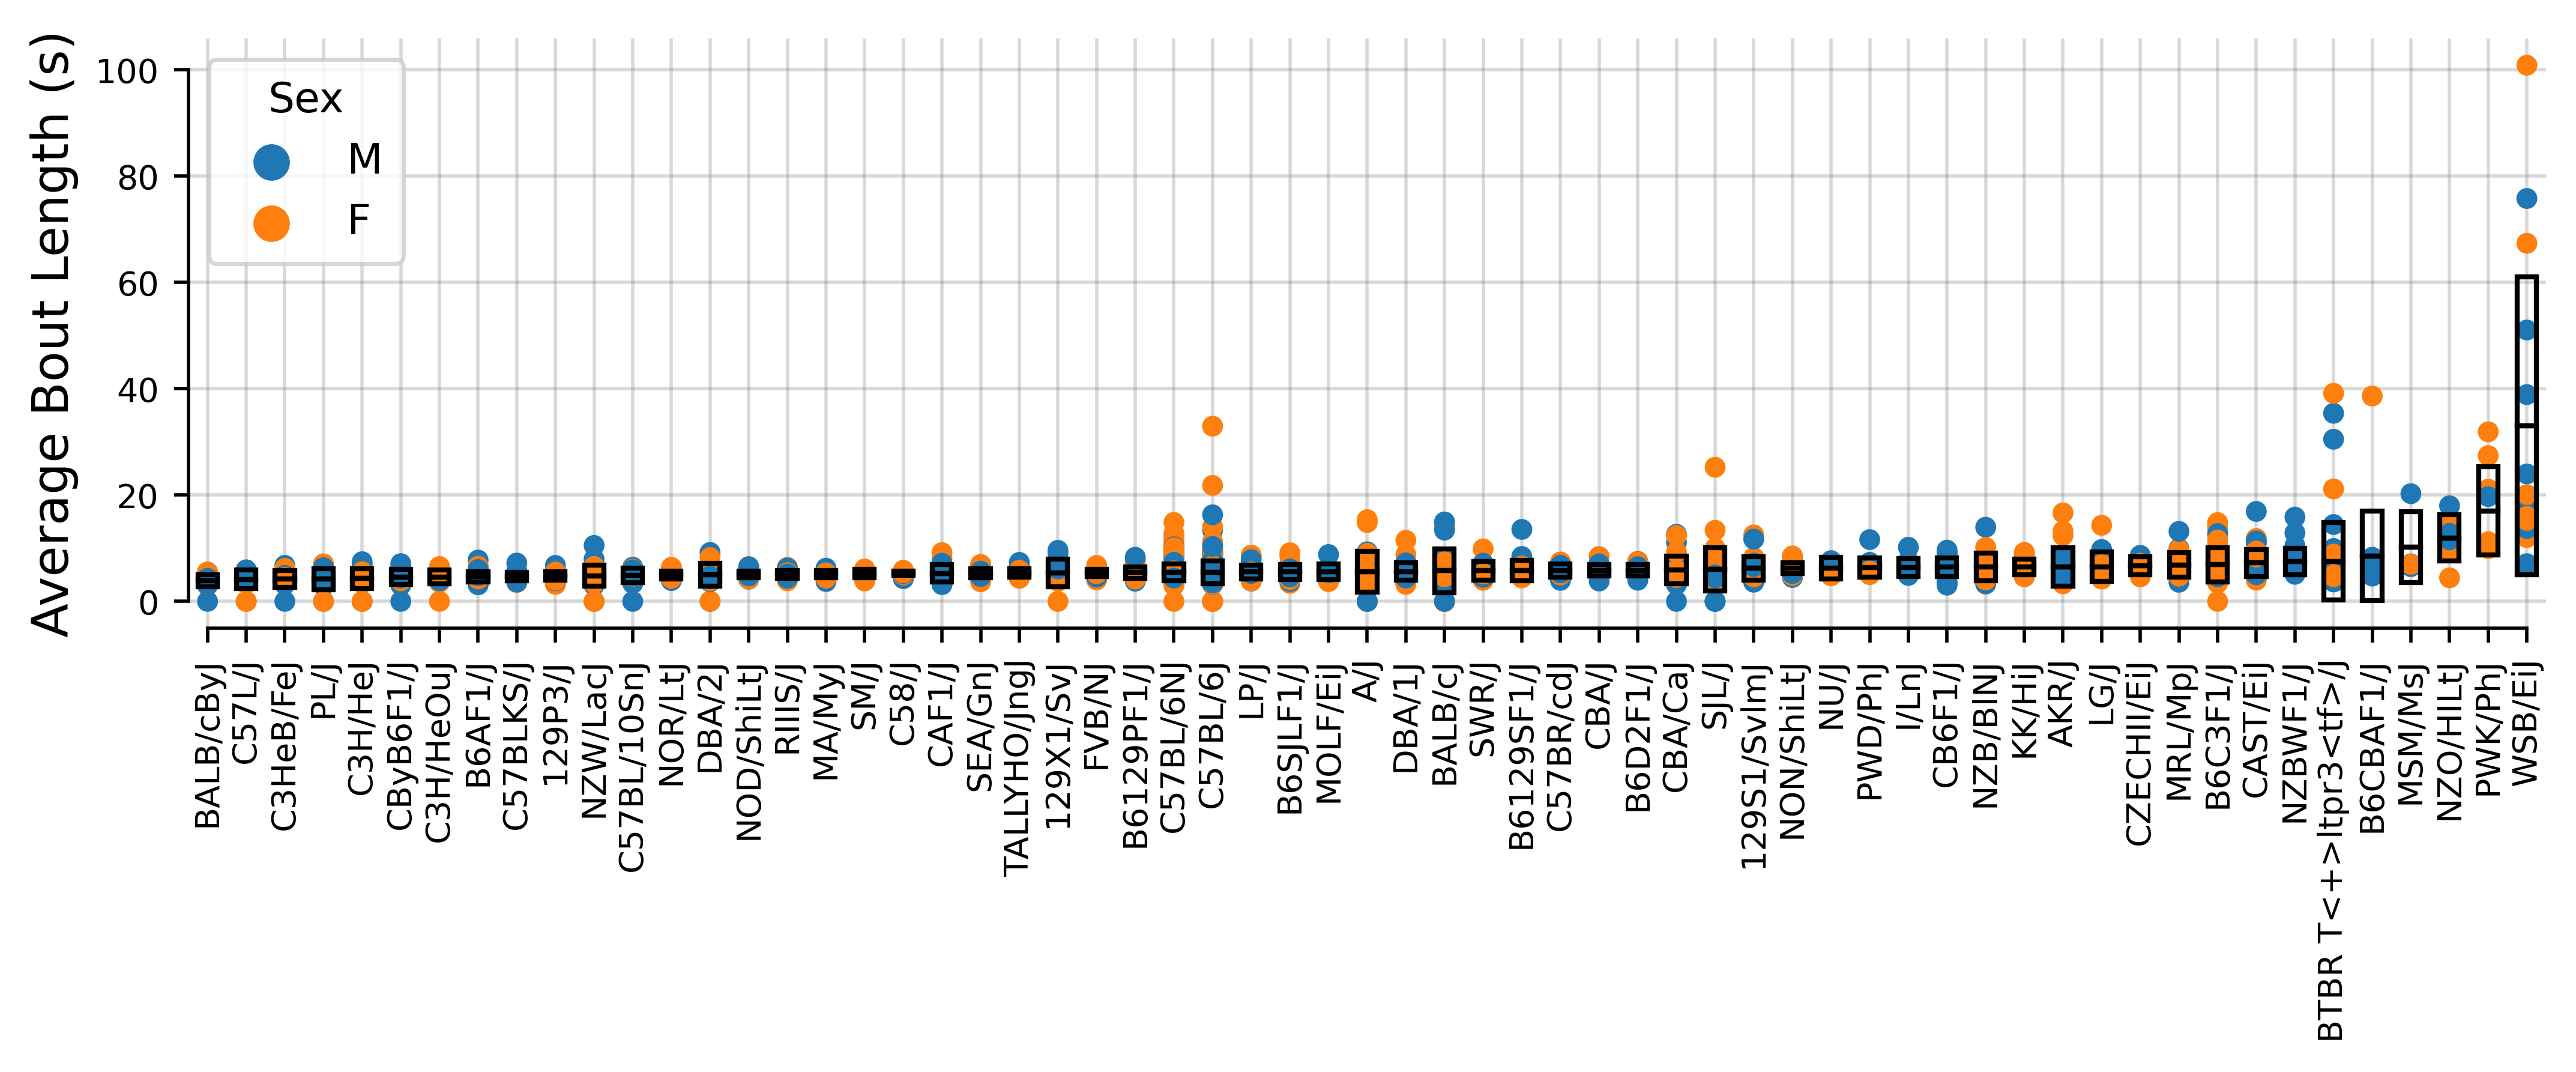 Average Bout Length (s)
100
80
60
40
20
0
Sex
M
F
BALB/cByJ
C57L/J
C3HeB/FeJ
PL/J
C3H/HeJ
CByB6F1/J
C3H/HeOuJ
B6AF1/J
C57BLKS/J
129P3/J
NZW/LacJ
C57BL/10SnJ
NOR/LtJ
DBA/2J
NOD/ShiLtJ
RIIIS/J
MA/MyJ
SM/J
C58/J
CAF1/J
SEA/GnJ
TALLYHO/JngJ
129X1/SvJ
FVB/NJ
B6129PF1/J
C57BL/6NJ
C57BL/6J
LP/J
B6SJLF1/J
MOLF/EiJ
A/J
DBA/1J
BALB/cJ
SWR/J
B6129SF1/J
C57BR/cdJ
CBA/J
B6D2F1/J
CBA/CaJ
SJL/J
129S1/SvImJ
NON/ShiLtJ
NU/J
PWD/PhJ
I/LnJ
CB6F1/J
NZB/BINJ
KK/HiJ
AKR/J
LG/J
CZECHII/EiJ
MRL/MpJ
B6C3F1/J
CAST/EiJ
NZBWF1/J
BTBR T<+>ltpr3<tf>/J
B6CBAF1/J
MSM/MsJ
NZO/HILtJ
PWK/PhJ
WSB/EiJ